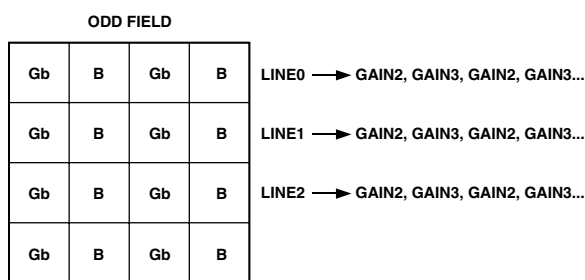 ODD FIELD
Gb B Gb B LINE0 GAIN2, GAIN3, GAIN2, GAIN3...
Gb B Gb B LINE1 GAIN2, GAIN3, GAIN2, GAIN3...
Gb B Gb B LINE2 GAIN2, GAIN3, GAIN2, GAIN3...
Gb B Gb B